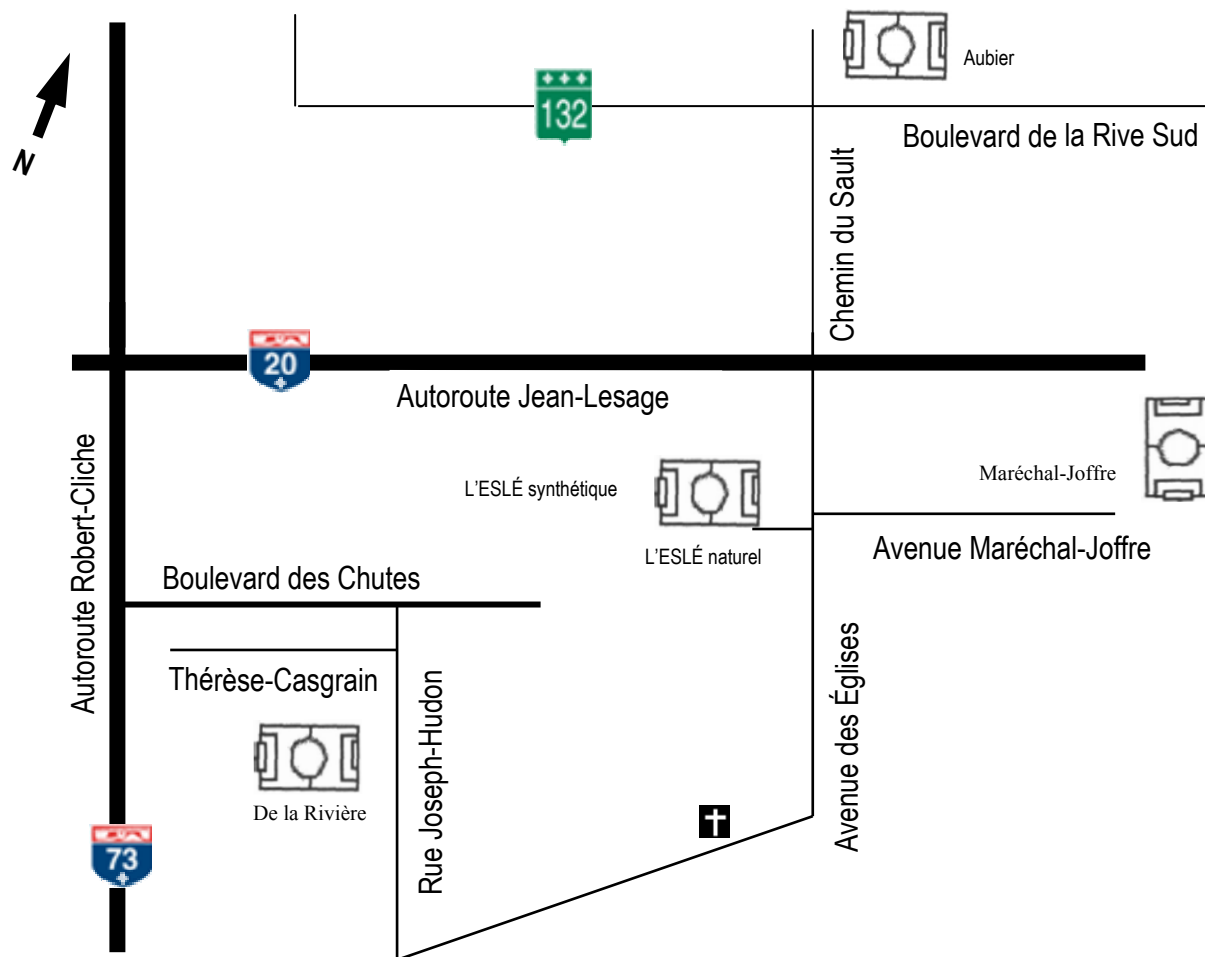 Aubier
132
Boulevard de la Rive Sud
N
Chemin du Sault
20
Autoroute Jean-Lesage
Maréchal-Joffre
L'ESLÉ synthétique
L'ESLÉ naturel
Avenue Maréchal-Joffre
Autoroute Robert-Cliche
Boulevard des Chutes
Thérèse-Casgrain
Rue Joseph-Hudon
Avenue des Églises
De la Rivière
73